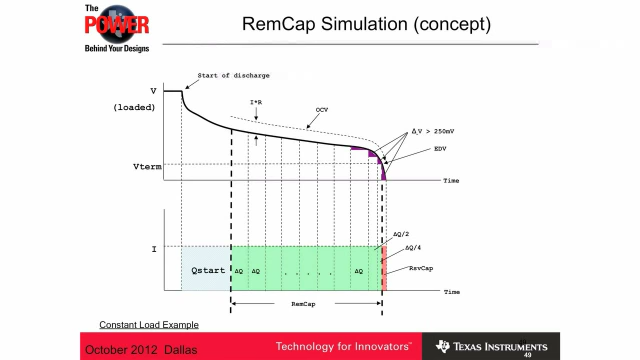 The
POWER
Behind Your Designs
RemCap Simulation (concept)
Start of discharge
V
(loaded)
I*R
OCV
Δ V > 250mV
EDV
Vterm
Time
I
ΔQ/2
ΔQ/4
RsvCap
Qstart
ΔQ ΔQ . . . . . ΔQ
Time
RemCap
Constant Load Example
October 2012 Dallas
Technology for Innovators™
TEXAS INSTRUMENTS
49